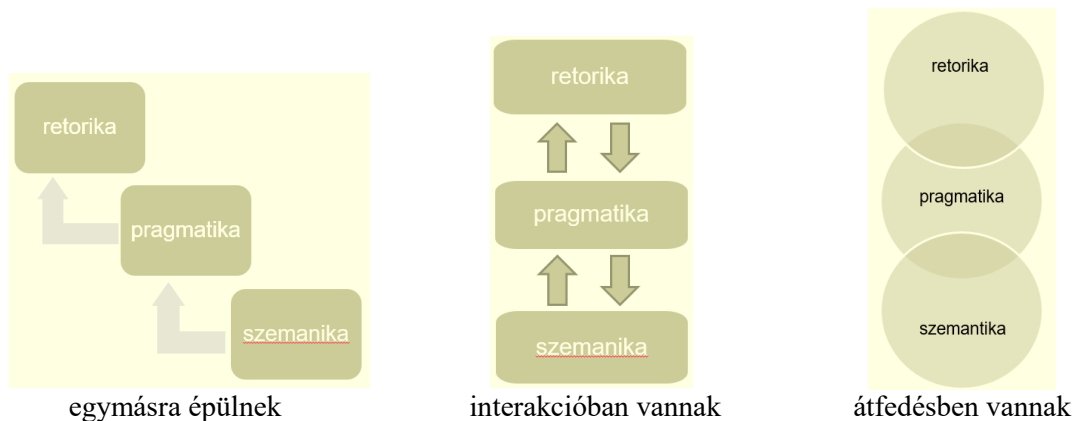 retorika
pragmatika
szemanika
egymásra épülnek
retorika
pragmatika
szemanika
interakcióban vannak
retorika
pragmatika
szemantika
átfedésben vannak